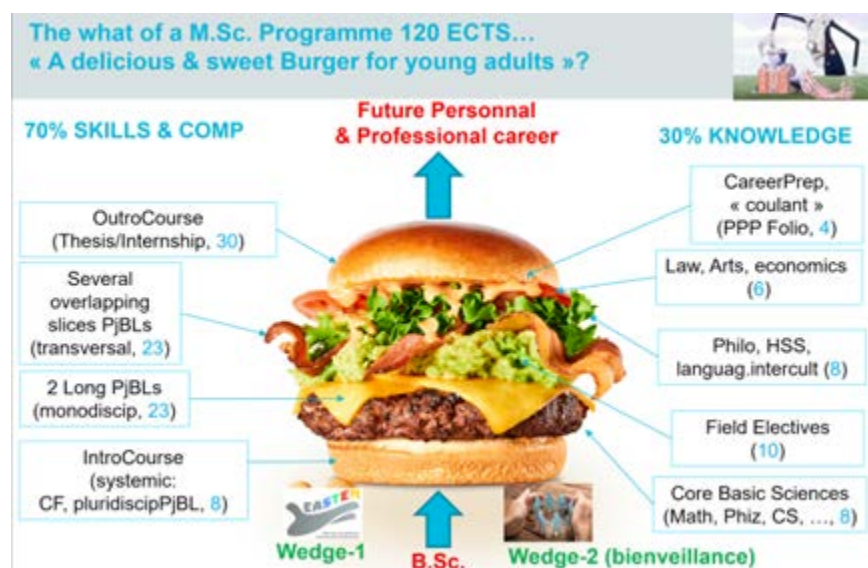 The what of a M.Sc. Programme 120 ECTS…
« A delicious & sweet Burger for young adults »?
70% SKILLS & COMP
Future Personnal
& Professional career
30% KNOWLEDGE
OutroCourse
(Thesis/Internship, 30)
Several
overlapping
slices PjBLs
(transversal, 23)
2 Long PjBLs
(monodiscip, 23)
IntroCourse
(systemic:
CF, pluridiscipPjBL, 8)
CareerPrep,
« coulant »
(PPP Folio, 4)
Law, Arts, economics
(6)
Philo, HSS,
languag.intercult (8)
Field Electives
(10)
Core Basic Sciences
(Math, Phiz, CS, …, 8)
EASTER
Wedge-1
B.Sc.
Wedge-2 (bienveillance)